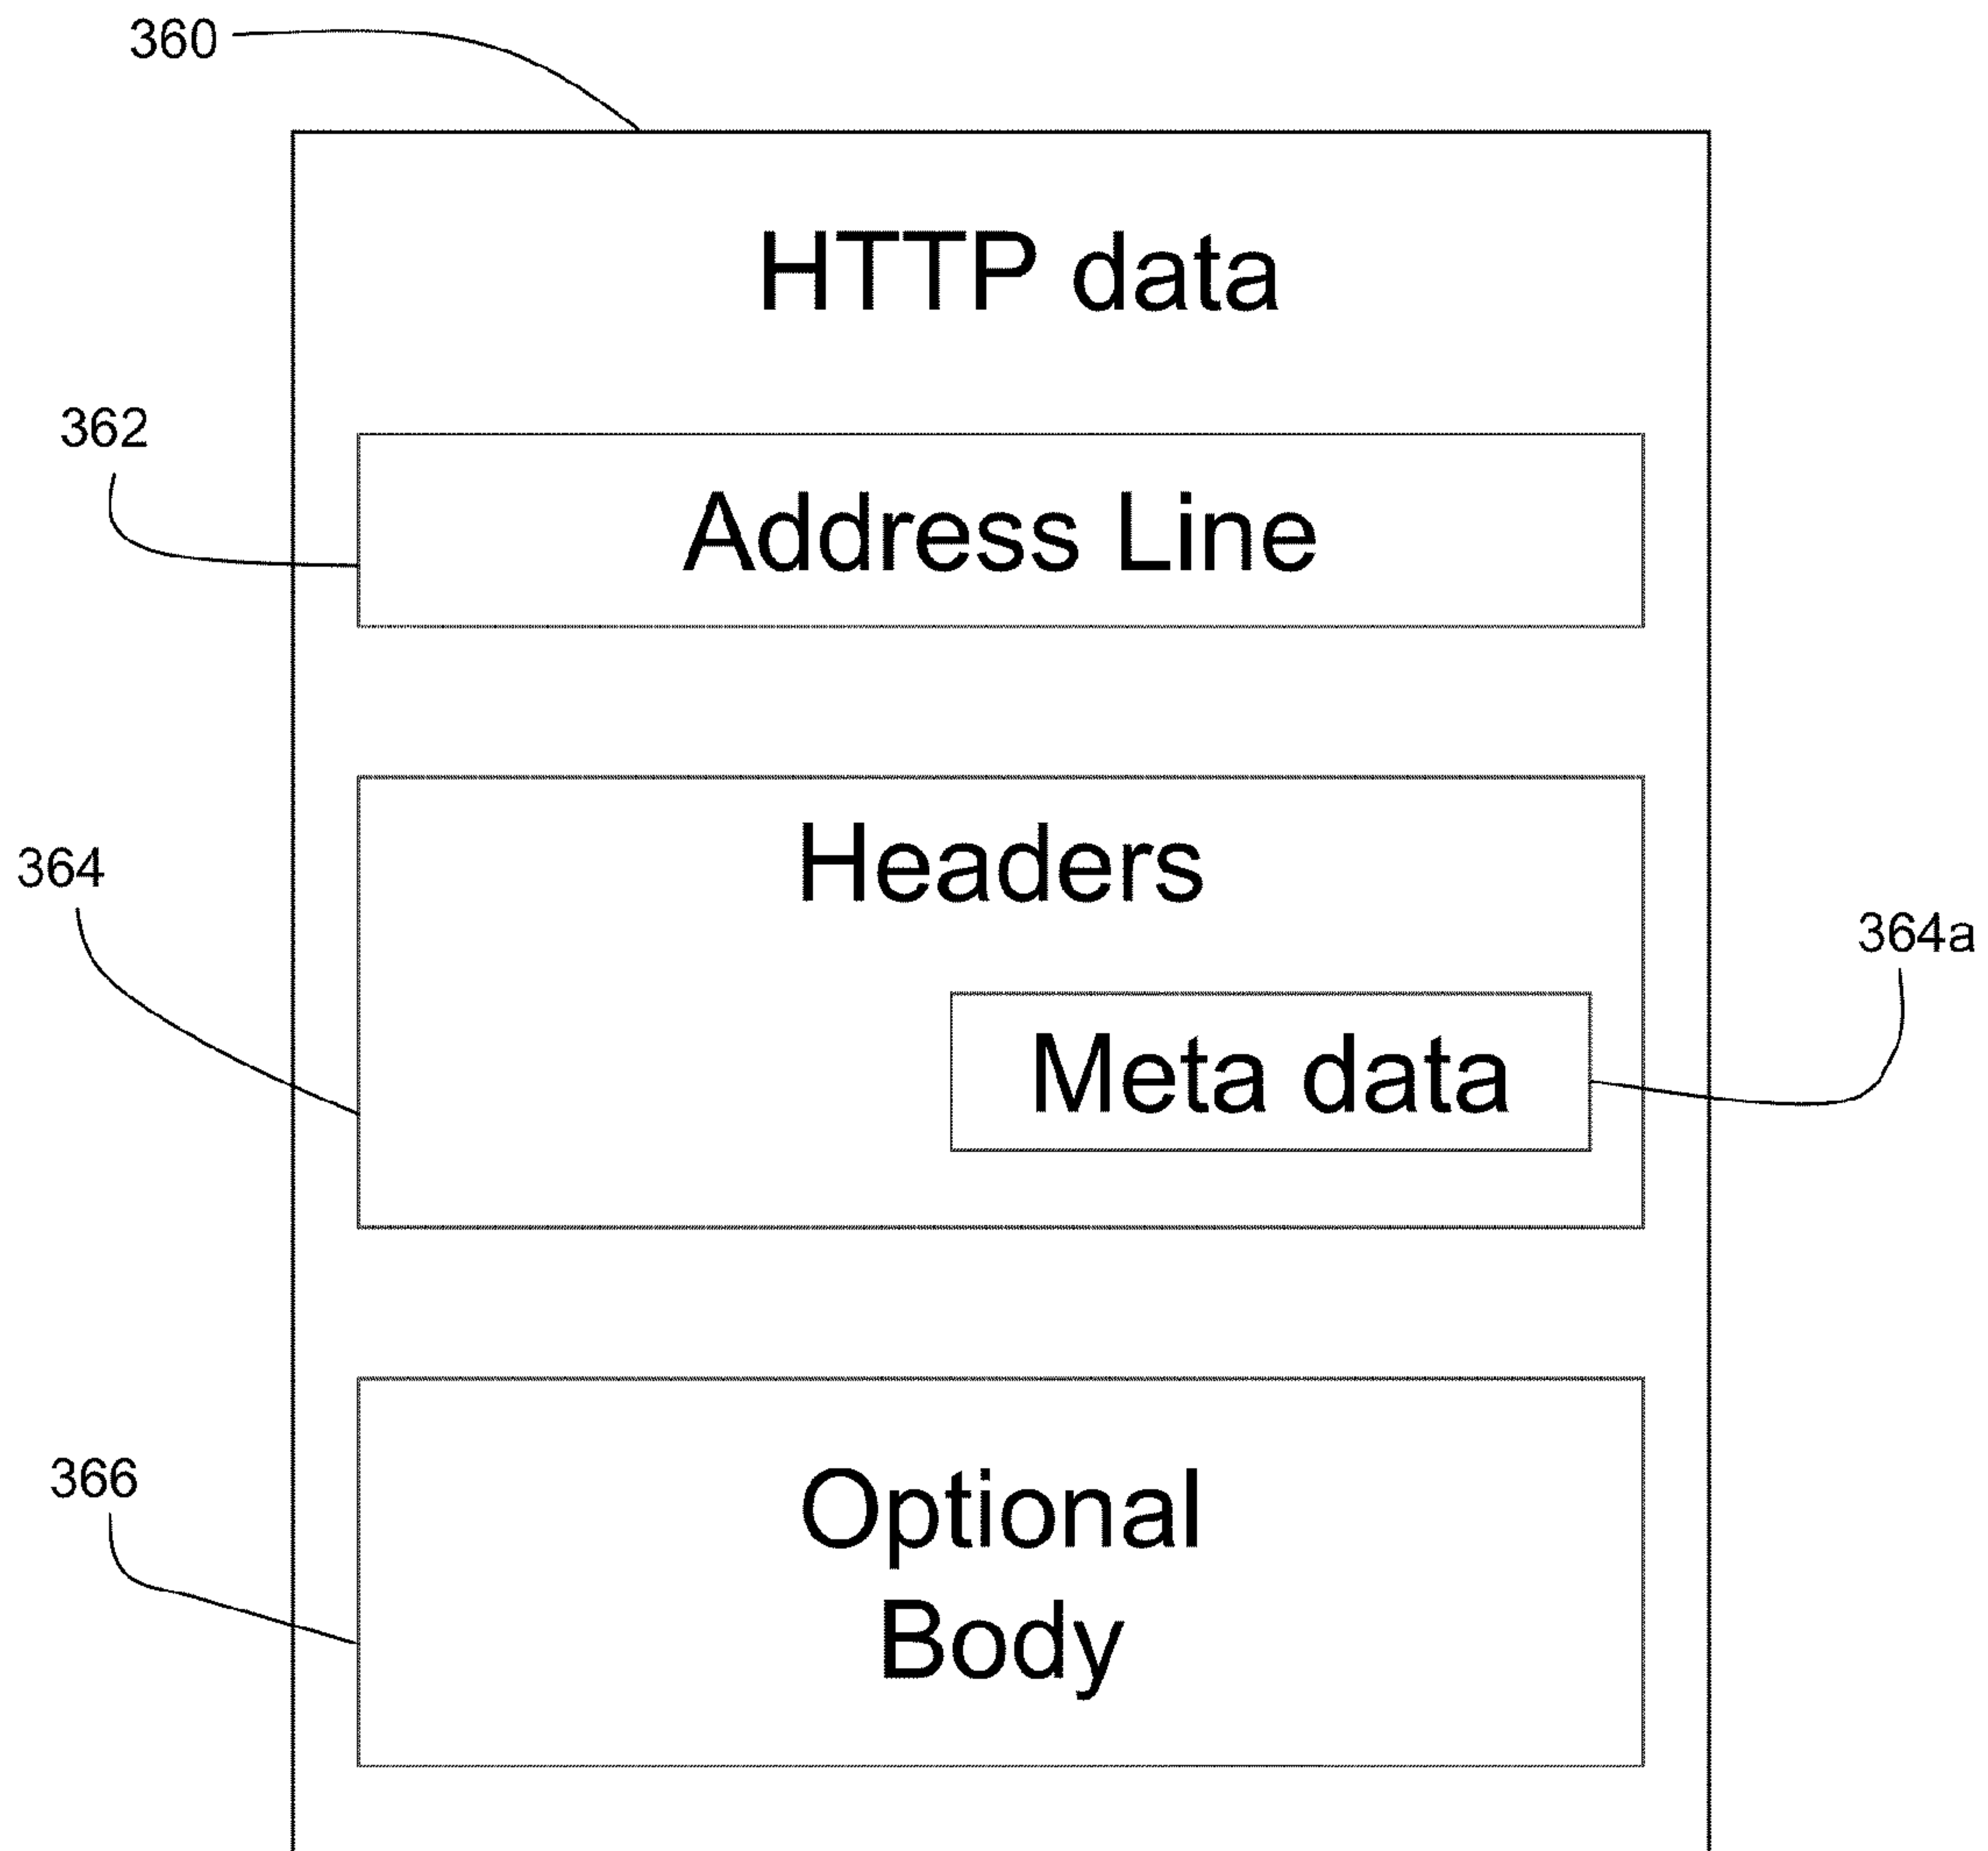 360
HTTP data
362
Address Line
364
Headers
364a
Meta data
366
Optional
Body